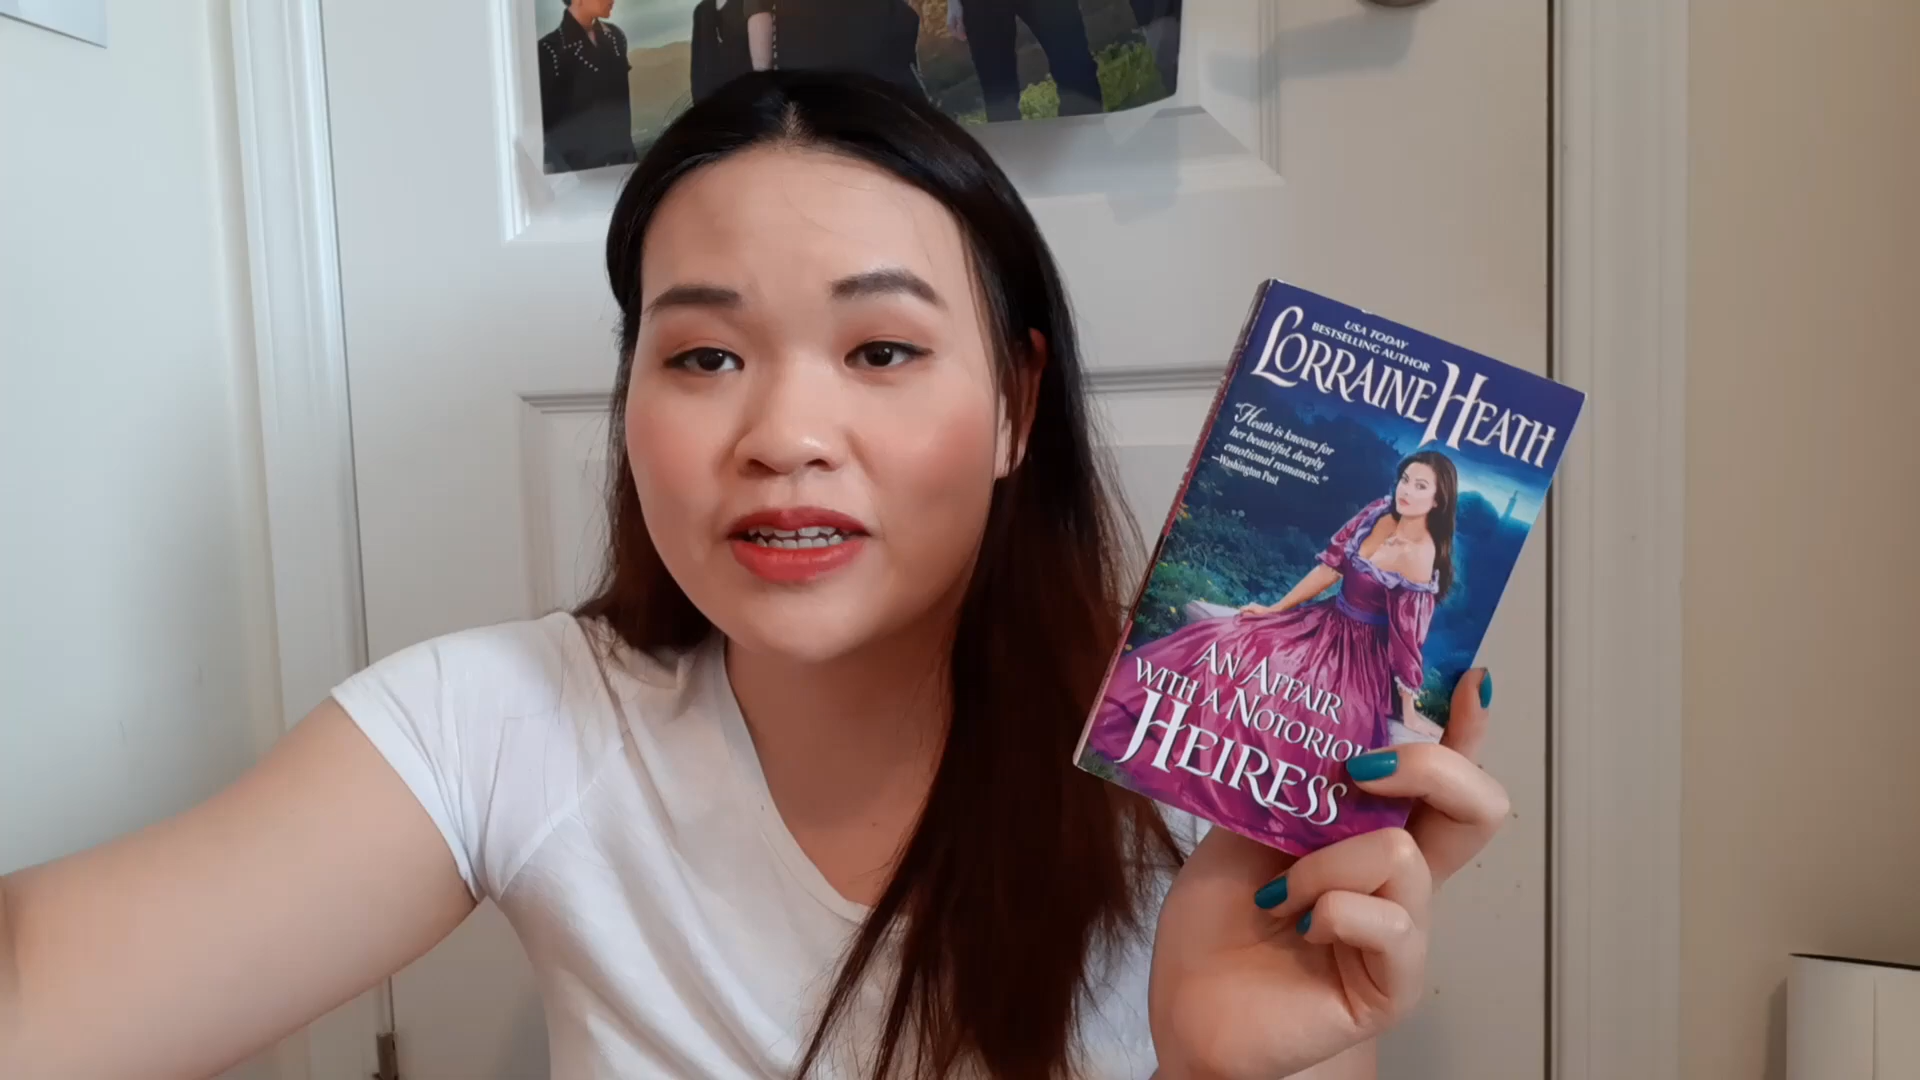 USA TODAY
BESTSELLING AUTHOR
LORRAINE HEATH
"Heath is known for
her beautiful, deeply
emotional romances."
—Washington Post
AN AFFAIR
WITH A NOTORIOU
HEIRESS